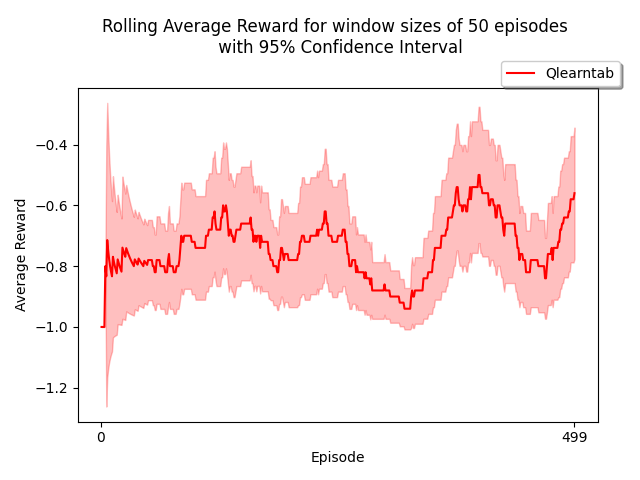 Rolling Average Reward for window sizes of 50 episodes
with 95% Confidence Interval
Qlearntab
−0.4
−0.6
−0.8
−1.0
−1.2
Average Reward
0
499
Episode